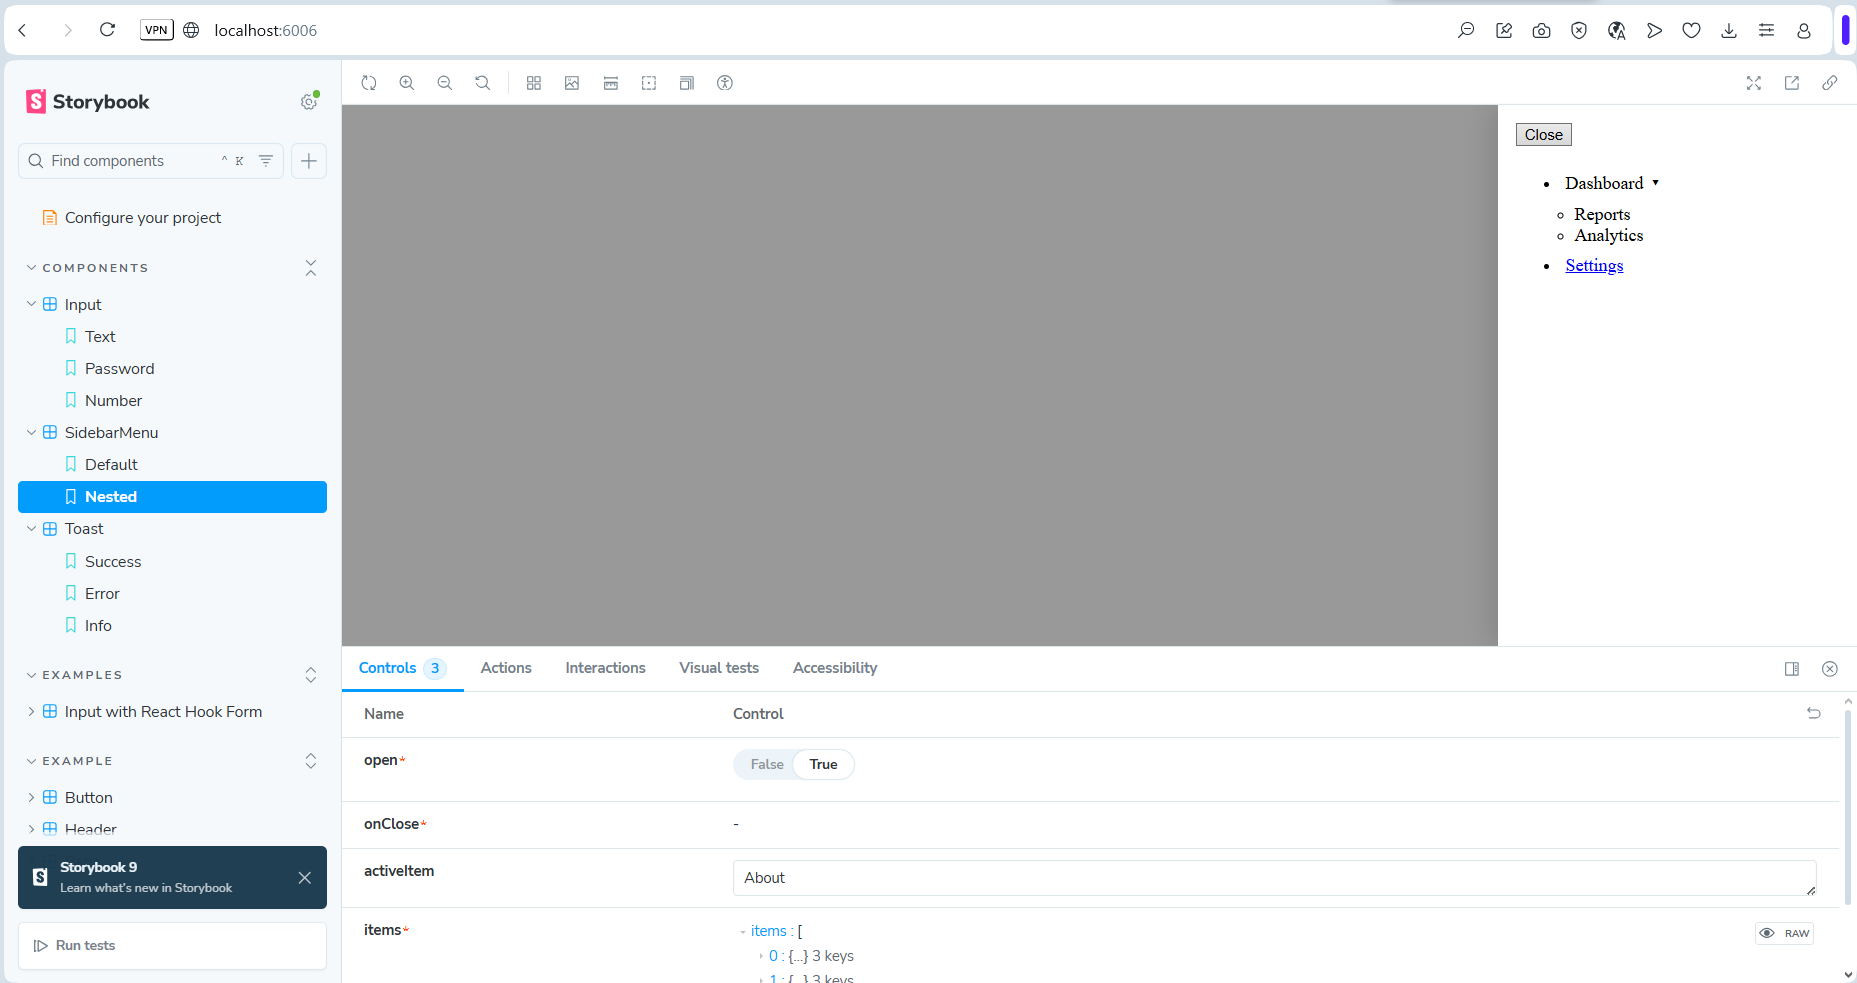 VPN localhost:6006
Storybook
Find components ^ K
Configure your project
COMPONENTS
Input
Text
Password
Number
SidebarMenu
Default
Nested
Toast
Success
Error
Info
EXAMPLES
Input with React Hook Form
EXAMPLE
Button
Header
Storybook 9
Learn what's new in Storybook
Run tests
Close
Dashboard ▾
Reports
Analytics
Settings
Controls 3 Actions Interactions Visual tests Accessibility
Name Control
open* False True
onClose* -
activeItem About
items* items : [ RAW
0 : {...} 3 keys
1 : {...} 3 keys